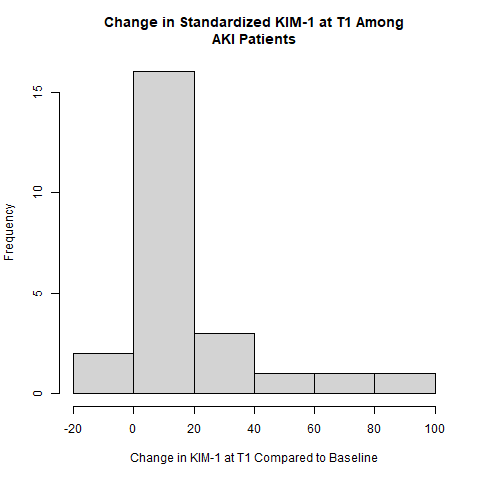 Change in Standardized KIM-1 at T1 Among
AKI Patients
Frequency
15
10
5
0
-20 0 20 40 60 80 100
Change in KIM-1 at T1 Compared to Baseline